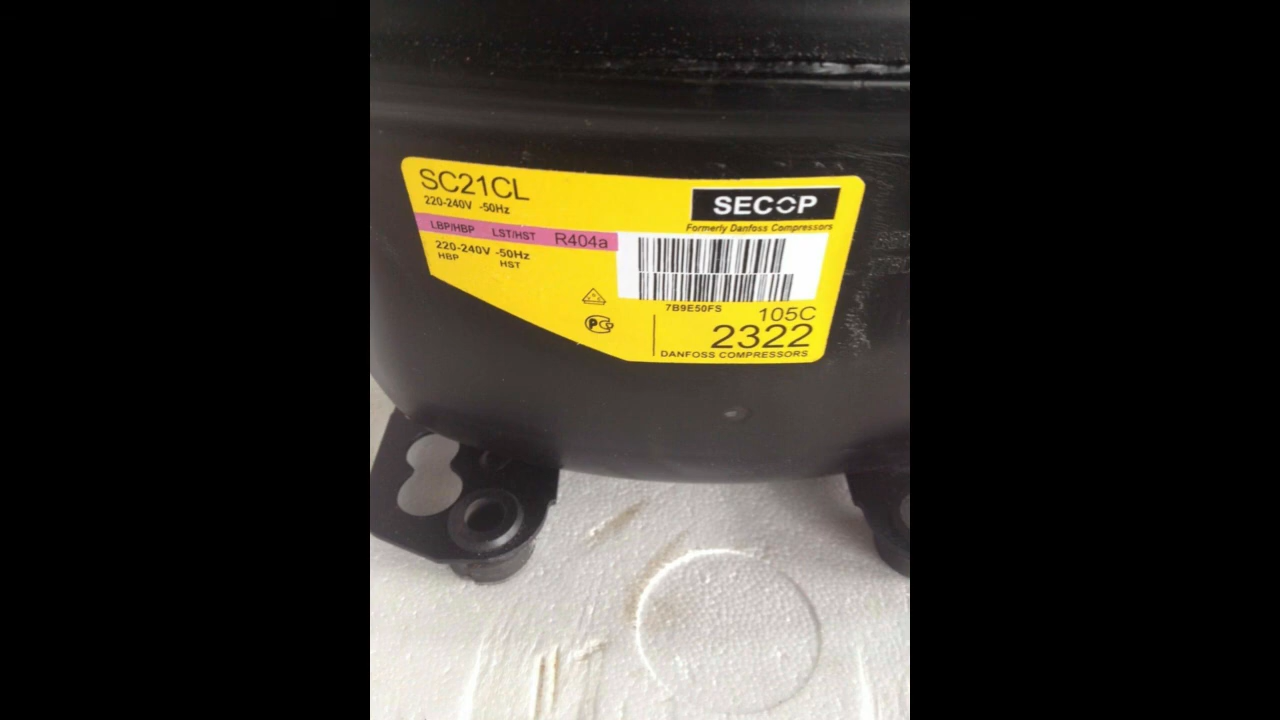 SC21CL
220-240V -50Hz
SECOP
Formerly Danfoss Compressors
LBP/HBP LST/HST R404a
220-240V -50Hz
HBP HST
7B9E50FS
105C
2322
DANFOSS COMPRESSORS